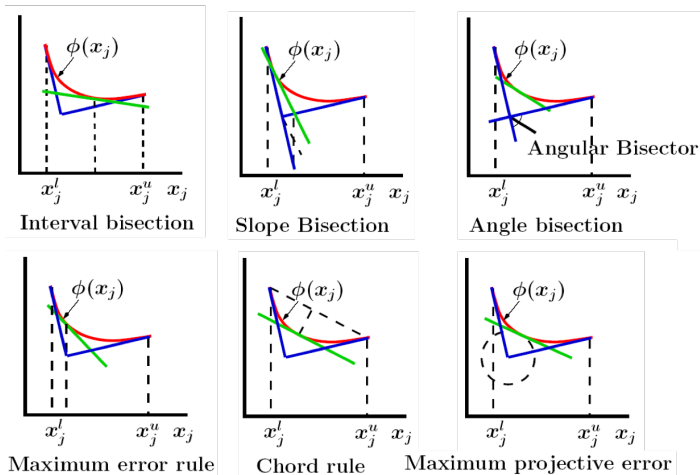 ϕ(x_j)
x_j^l x_j^u x_j
Interval bisection
ϕ(x_j)
x_j^l x_j^u x_j
Slope Bisection
ϕ(x_j)
Angular Bisector
x_j^l x_j^u x_j
Angle bisection
ϕ(x_j)
x_j^l x_j^u x_j
Maximum error rule
ϕ(x_j)
x_j^l x_j^u x_j
Chord rule
ϕ(x_j)
x_j^l x_j^u x_j
Maximum projective error